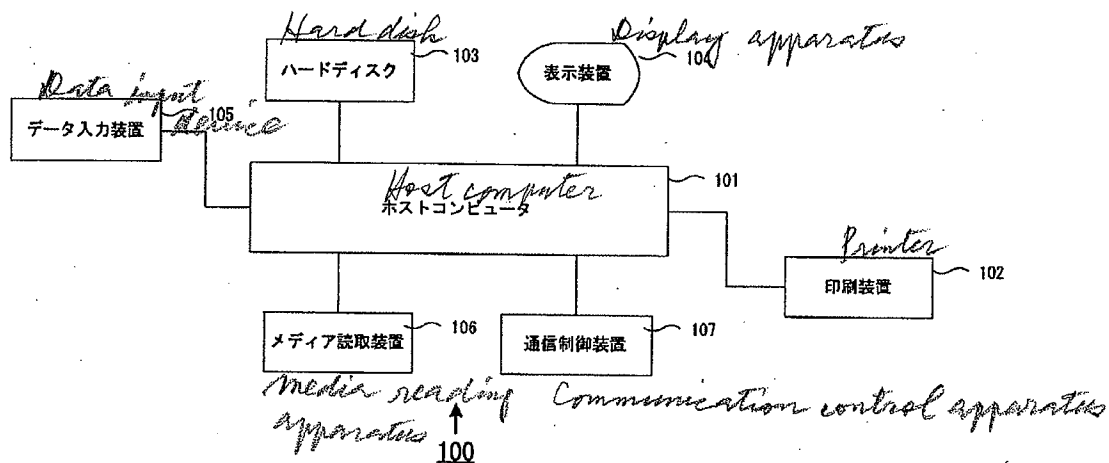 Hard disk
ハードディスク
103
Display apparatus
表示装置
104
Data input
device
データ入力装置
105
Host computer
ホストコンピュータ
101
Printer
印刷装置
102
メディア読取装置
106
通信制御装置
107
media reading
apparatus
Communication control apparatus
100